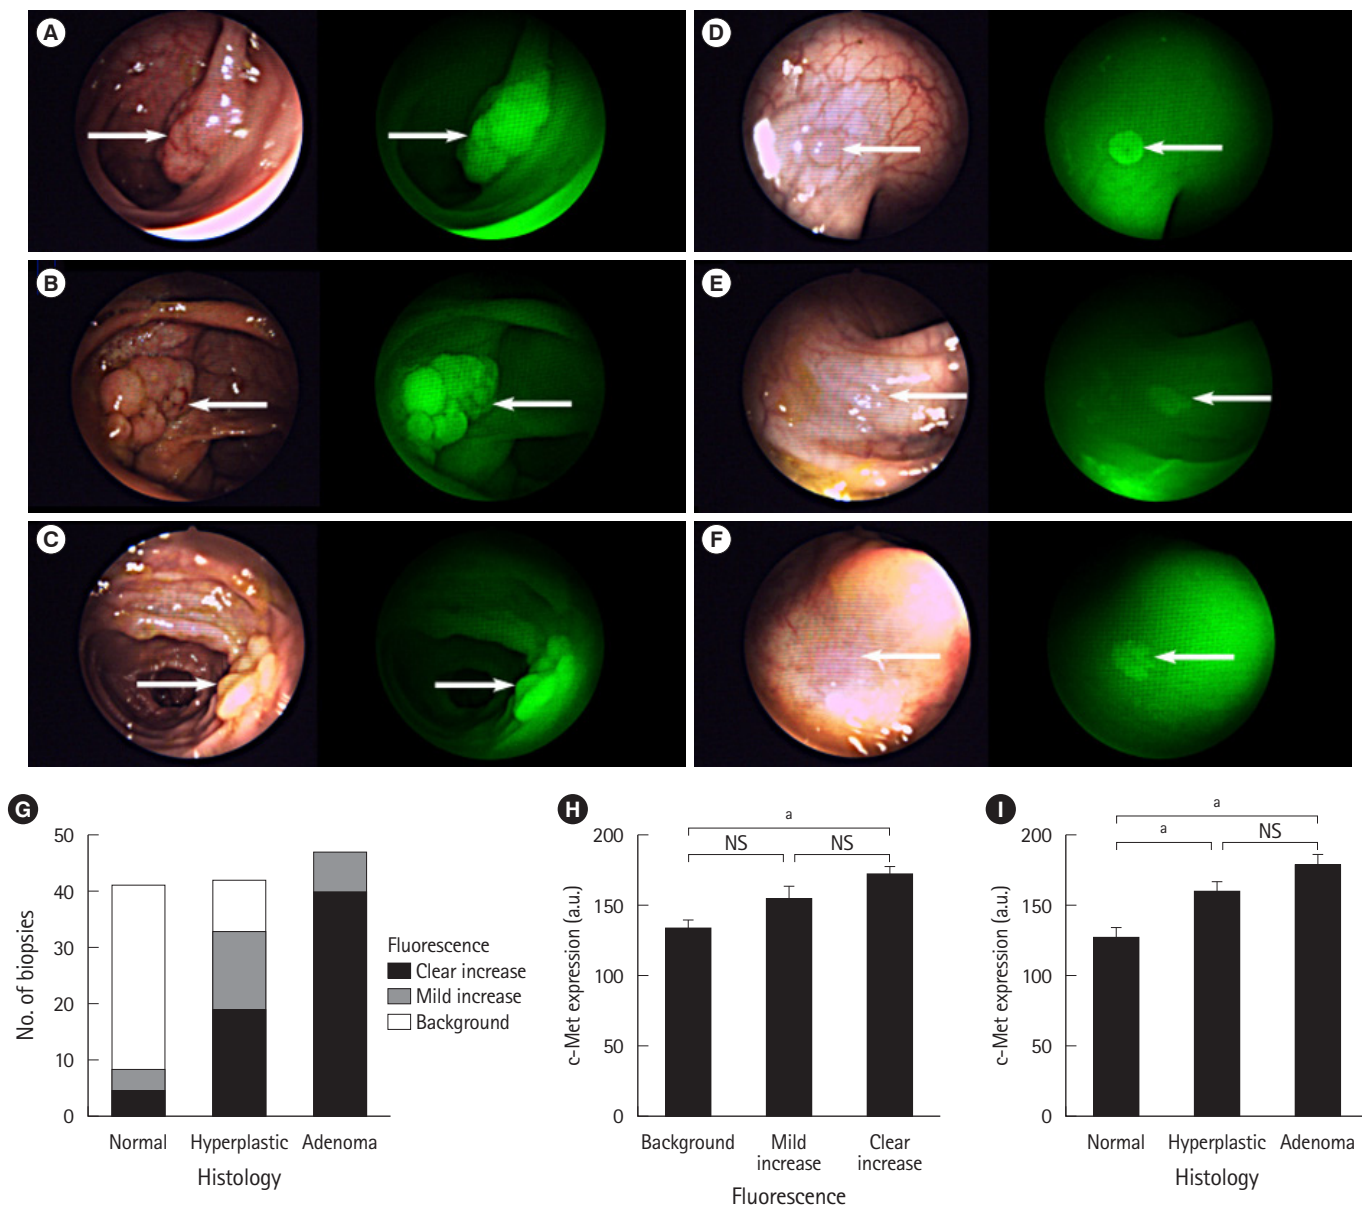 A
D
B
E
C
F
G
50
40
30
20
10
0
No. of biopsies
Normal
Hyperplastic
Adenoma
Histology
Fluorescence
Clear increase
Mild increase
Background
H
200
150
100
50
0
c-Met expression (a.u.)
a
NS
NS
Background
Mild
increase
Clear
increase
Fluorescence
I
200
150
100
50
0
c-Met expression (a.u.)
a
a
NS
Normal
Hyperplastic
Adenoma
Histology